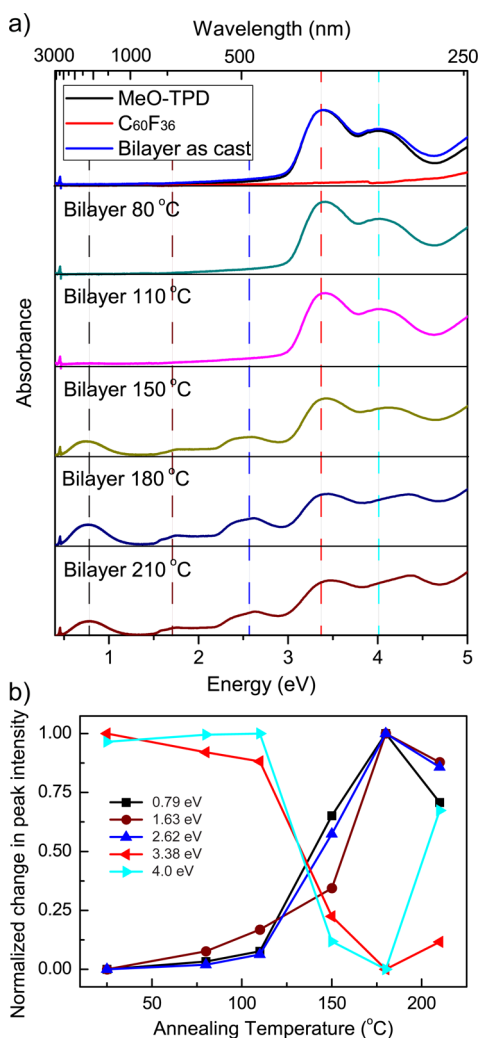 a)
Wavelength (nm)
3000 1000 500 250
MeO-TPD
C₆₀F₃₆
Bilayer as cast
Bilayer 80 °C
Bilayer 110 °C
Bilayer 150 °C
Bilayer 180 °C
Bilayer 210 °C
Absorbance
1 2 3 4 5
Energy (eV)
b)
Normalized change in peak intensity
1.00
0.75
0.50
0.25
0.00
0.79 eV
1.63 eV
2.62 eV
3.38 eV
4.0 eV
50 100 150 200
Annealing Temperature (°C)